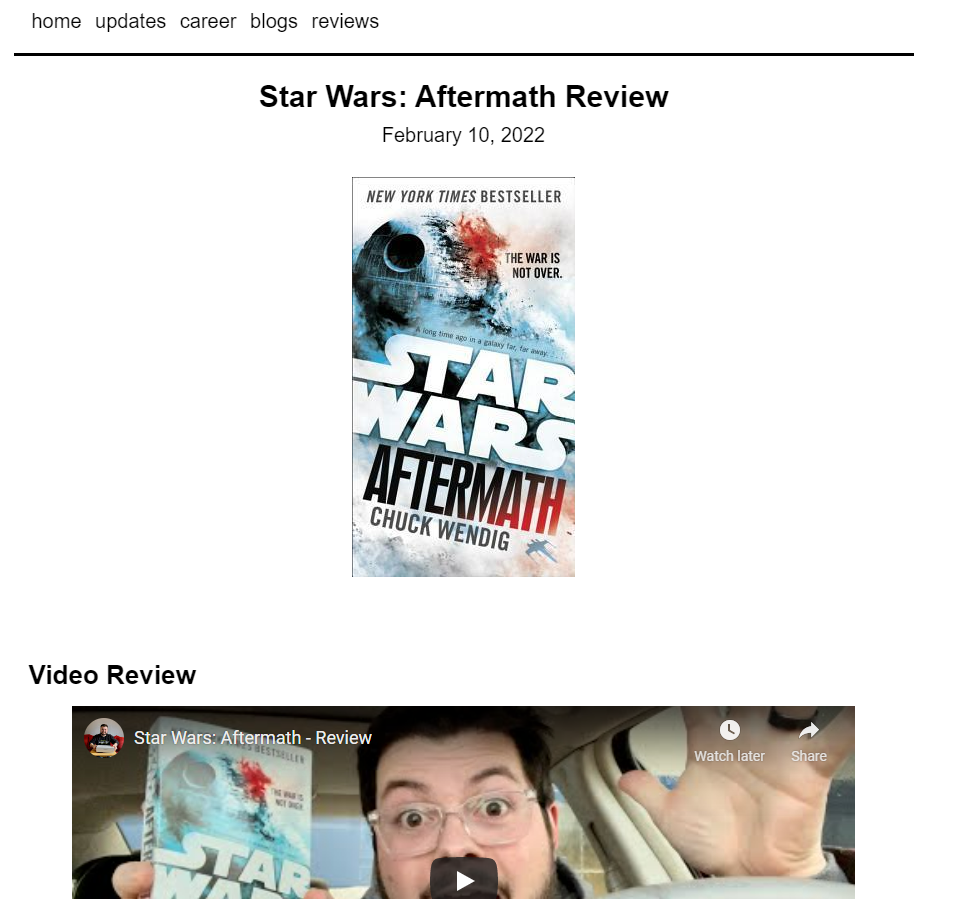 home updates career blogs reviews
Star Wars: Aftermath Review
February 10, 2022
NEW YORK TIMES BESTSELLER
THE WAR IS
NOT OVER.
A long time ago in a galaxy far, far away. . . .
STAR
WARS
AFTERMATH
CHUCK WENDIG
Video Review
Star Wars: Aftermath - Review
Watch later Share
BESTSELLER
THE WAR IS
NOT OVER.
STAR
WAR